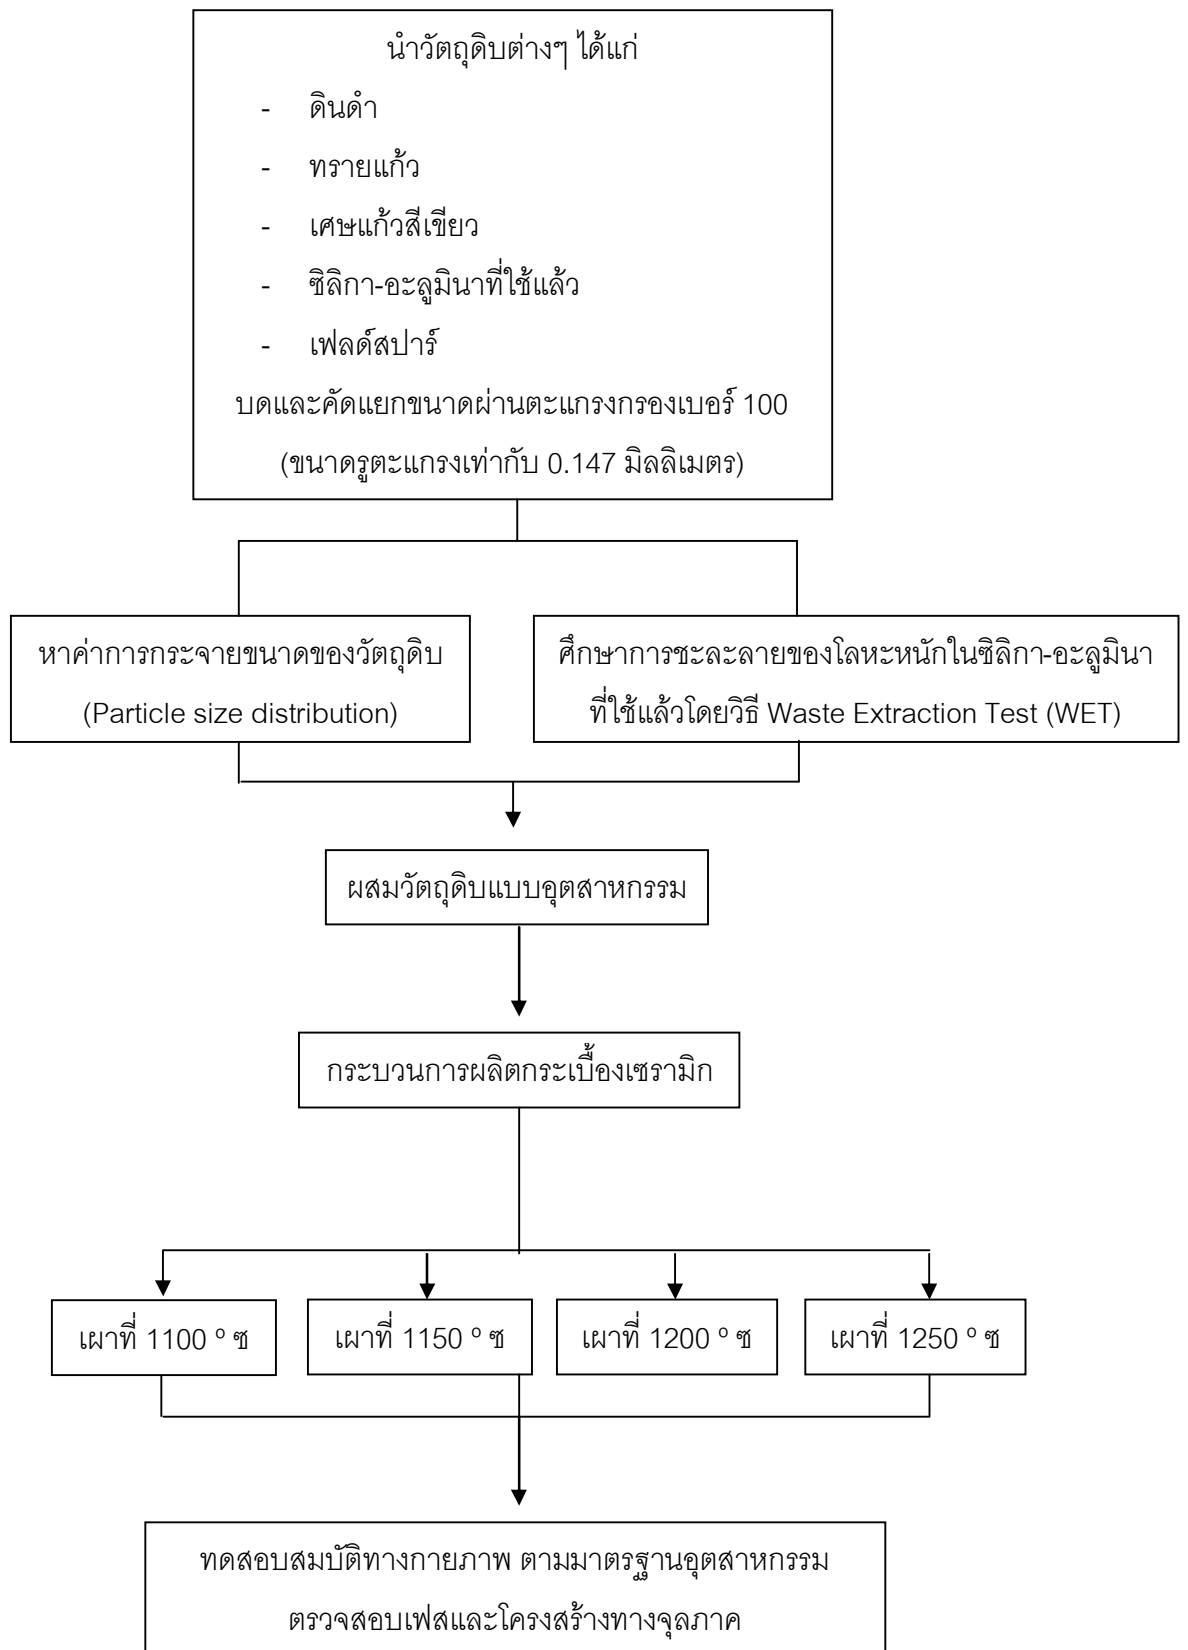 นำวัตถุดิบต่างๆ ได้แก่
- ดินดำ
- ทรายแก้ว
- เศษแก้วสีเขียว
- ซิลิกา-อะลูมินาที่ใช้แล้ว
- เฟลด์สปาร์
บดและคัดแยกขนาดผ่านตะแกรงกรองเบอร์ 100
(ขนาดรูตะแกรงเท่ากับ 0.147 มิลลิเมตร)
หาค่าการกระจายขนาดของวัตถุดิบ
(Particle size distribution)
ศึกษาการชะละลายของโลหะหนักในซิลิกา-อะลูมินา
ที่ใช้แล้วโดยวิธี Waste Extraction Test (WET)
ผสมวัตถุดิบแบบอุตสาหกรรม
กระบวนการผลิตกระเบื้องเซรามิก
เผาที่ 1100 º ซ
เผาที่ 1150 º ซ
เผาที่ 1200 º ซ
เผาที่ 1250 º ซ
ทดสอบสมบัติทางกายภาพ ตามมาตรฐานอุตสาหกรรม
ตรวจสอบเฟสและโครงสร้างทางจุลภาค